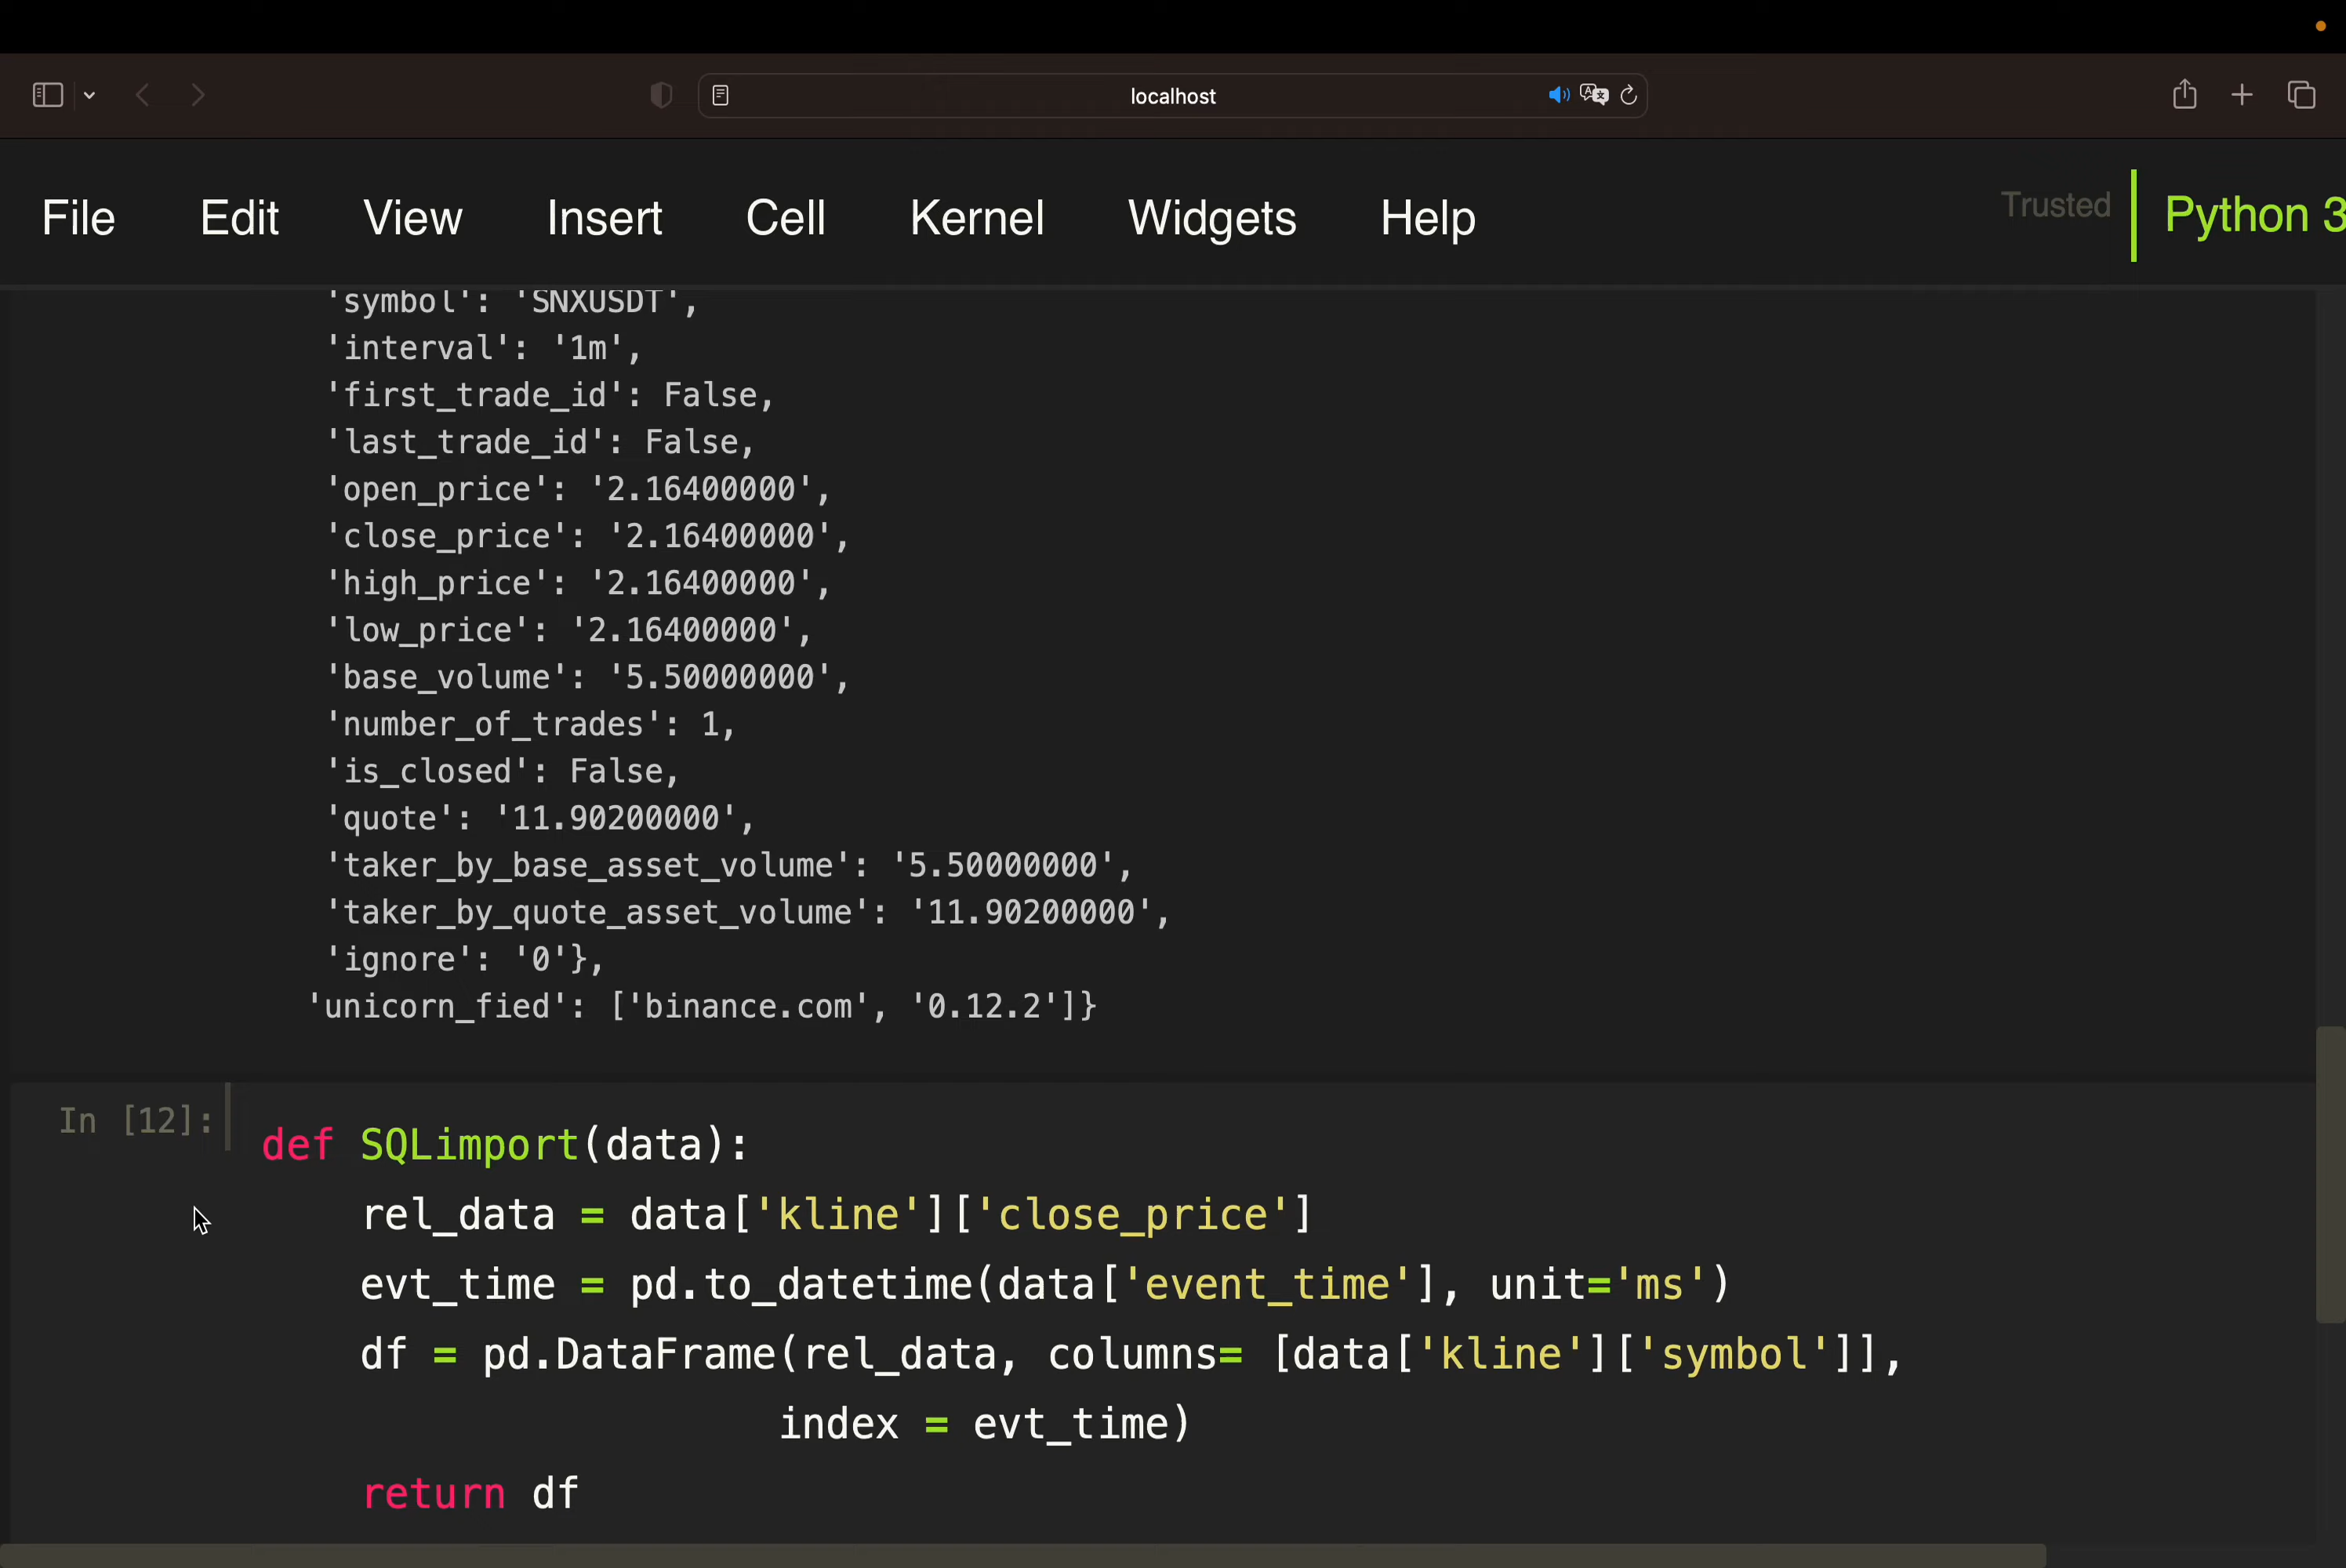 localhost
File Edit View Insert Cell Kernel Widgets Help Trusted Python 3
'symbol': 'SNXUSDT',
'interval': '1m',
'first_trade_id': False,
'last_trade_id': False,
'open_price': '2.16400000',
'close_price': '2.16400000',
'high_price': '2.16400000',
'low_price': '2.16400000',
'base_volume': '5.50000000',
'number_of_trades': 1,
'is_closed': False,
'quote': '11.90200000',
'taker_by_base_asset_volume': '5.50000000',
'taker_by_quote_asset_volume': '11.90200000',
'ignore': '0'},
'unicorn_fied': ['binance.com', '0.12.2']}
In [12]:
def SQLimport(data):
rel_data = data['kline']['close_price']
evt_time = pd.to_datetime(data['event_time'], unit='ms')
df = pd.DataFrame(rel_data, columns= [data['kline']['symbol']],
index = evt_time)
return df